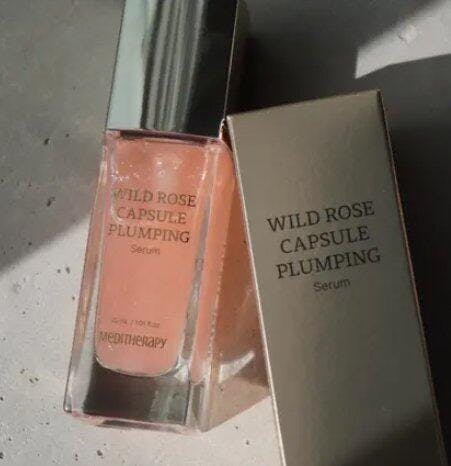 WILD ROSE
CAPSULE
PLUMPING
Serum
MEDITHERAPY
WILD ROSE
CAPSULE
PLUMPING
Serum